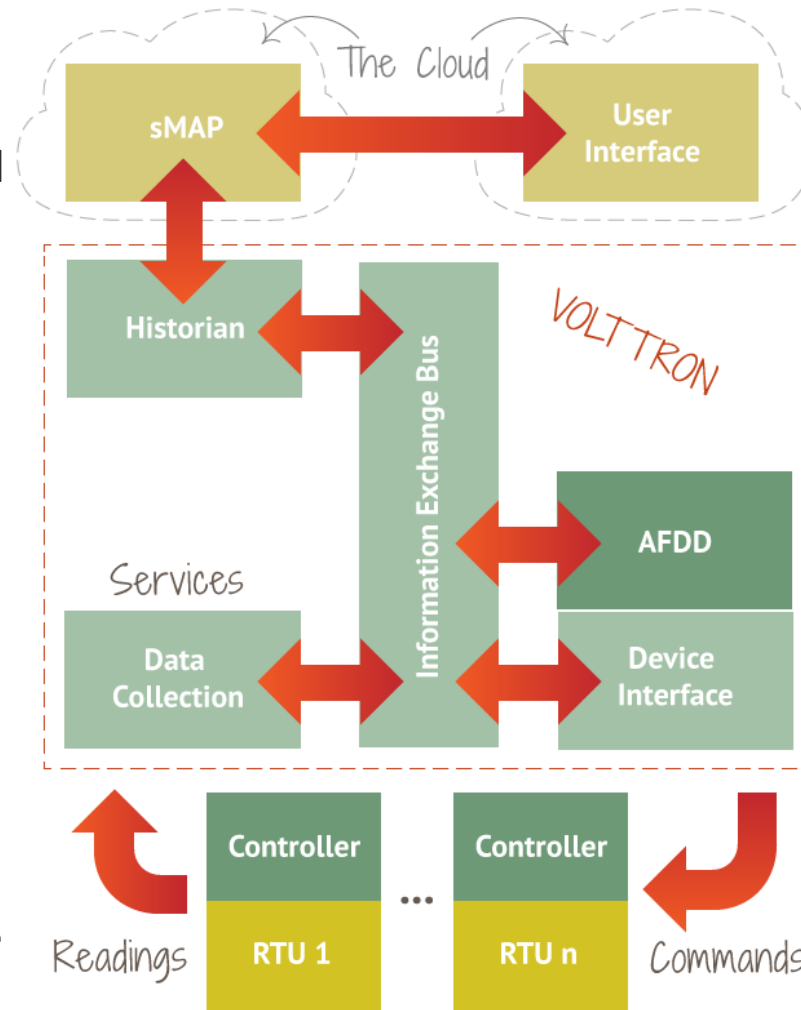 The Cloud
sMAP
User
Interface
Historian
VOLTTRON
Information Exchange Bus
AFDD
Services
Data
Collection
Device
Interface
Controller
Controller
...
RTU 1
RTU n
Readings
Commands